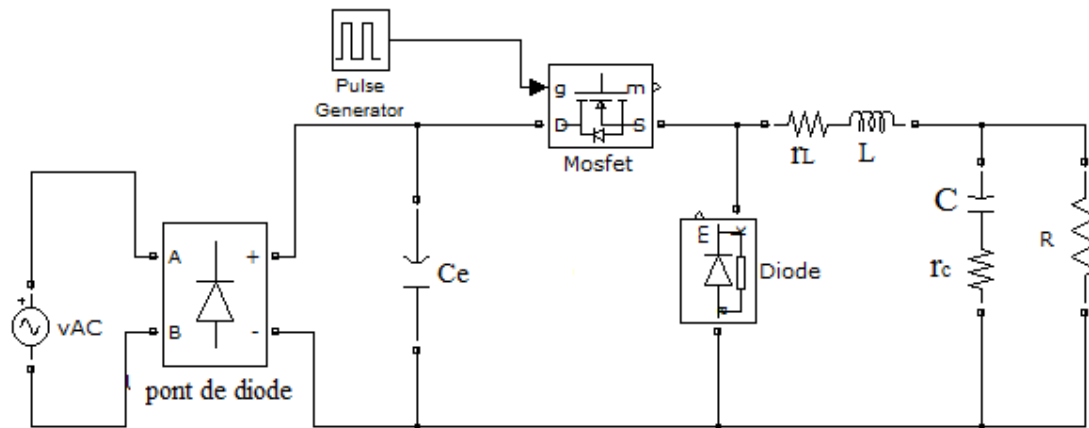 Pulse
Generator
g
m
D
S
Mosfet
rL
L
C
rc
R
m
k
Diode
Ce
A
+
B
-
+
vAC
pont de diode